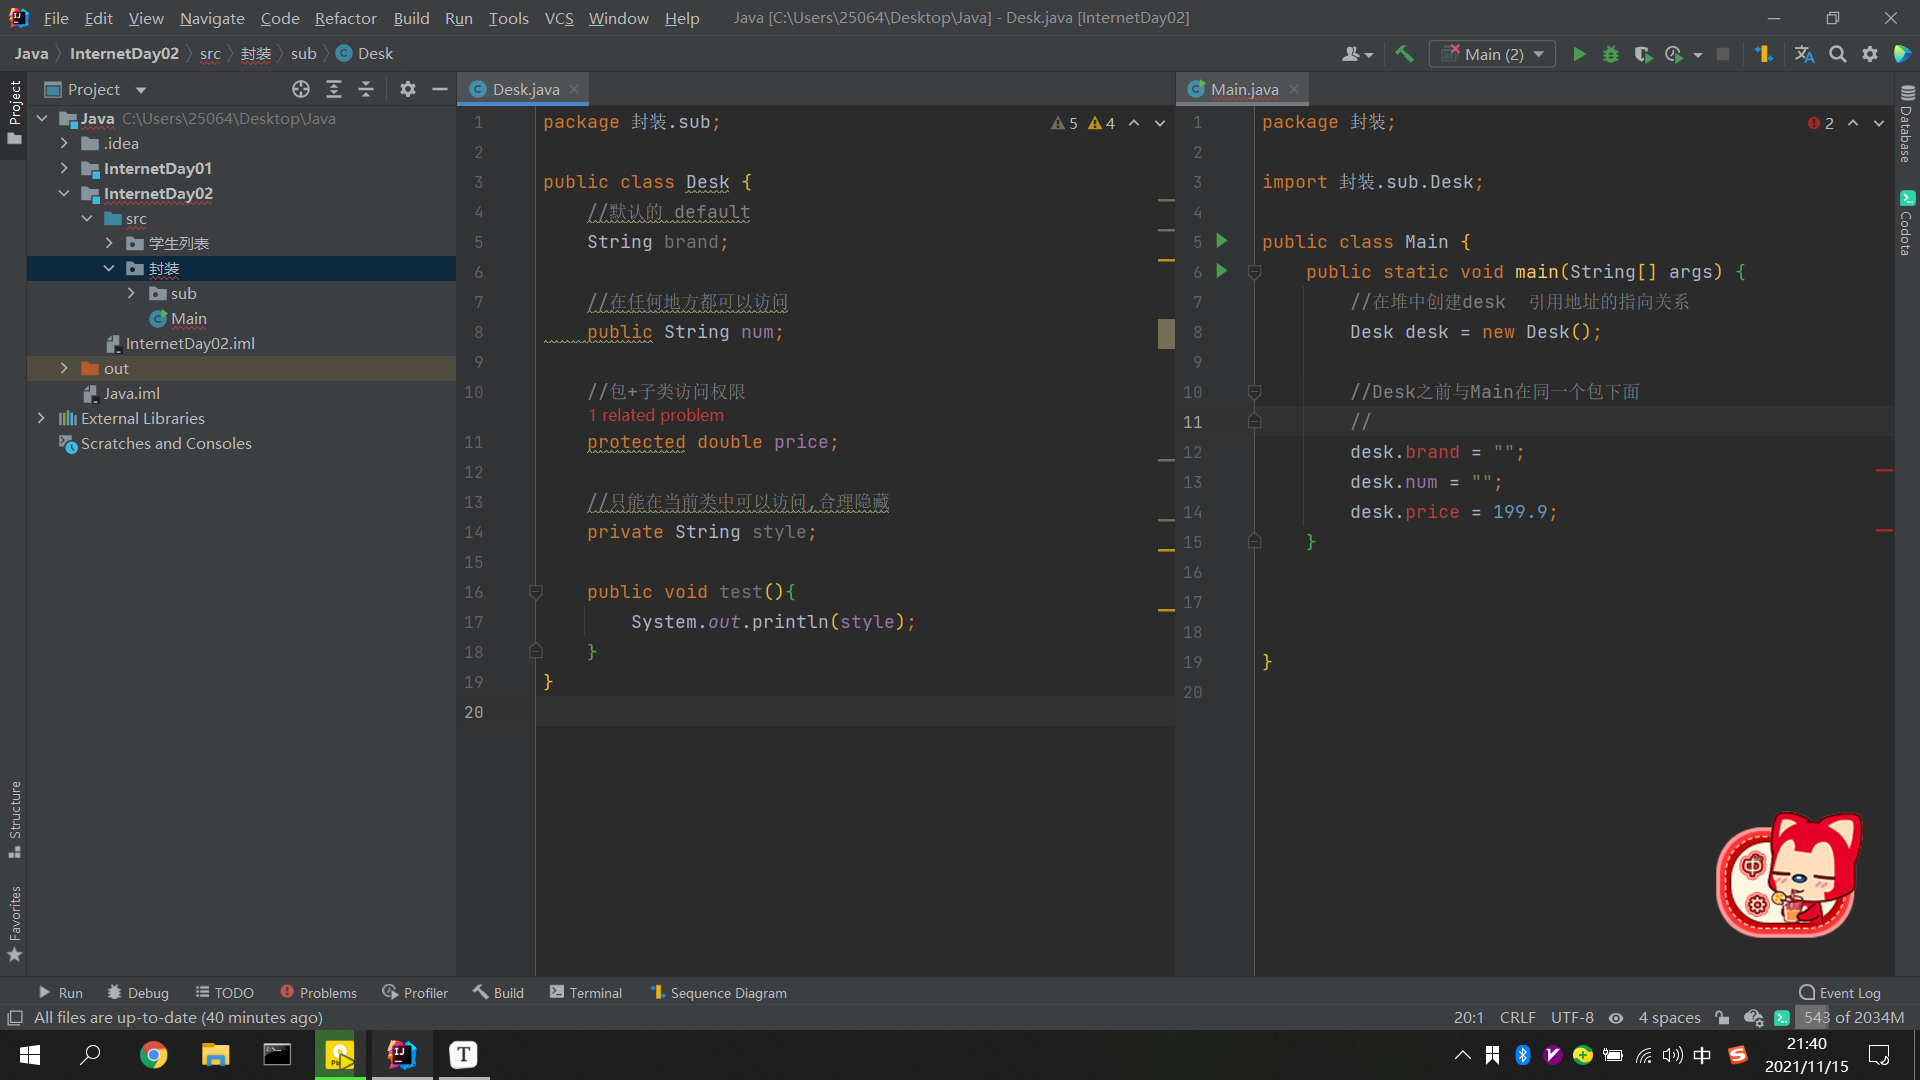 File Edit View Navigate Code Refactor Build Run Tools VCS Window Help Java [C:\Users\25064\Desktop\Java] - Desk.java [InternetDay02]
Java InternetDay02 src 封装 sub Desk Main (2)
Project
Project
Java C:\Users\25064\Desktop\Java
.idea
InternetDay01
InternetDay02
src
学生列表
封装
sub
Main
InternetDay02.iml
out
Java.iml
External Libraries
Scratches and Consoles
Structure
Favorites
Desk.java
5 4
1 package 封装.sub;
2
3 public class Desk {
4 //默认的 default
5 String brand;
6
7 //在任何地方都可以访问
8 public String num;
9
10 //包+子类访问权限
1 related problem
11 protected double price;
12
13 //只能在当前类中可以访问,合理隐藏
14 private String style;
15
16 public void test(){
17 System.out.println(style);
18 }
19 }
20
Main.java
2
1 package 封装;
2
3 import 封装.sub.Desk;
4
5 public class Main {
6 public static void main(String[] args) {
7 //在堆中创建desk 引用地址的指向关系
8 Desk desk = new Desk();
9
10 //Desk之前与Main在同一个包下面
11 //
12 desk.brand = "";
13 desk.num = "";
14 desk.price = 199.9;
15 }
16
17
18
19 }
20
Database
Codota
中
Run Debug TODO Problems Profiler Build Terminal Sequence Diagram Event Log
All files are up-to-date (40 minutes ago) 20:1 CRLF UTF-8 4 spaces 543 of 2034M
中
21:40
2021/11/15